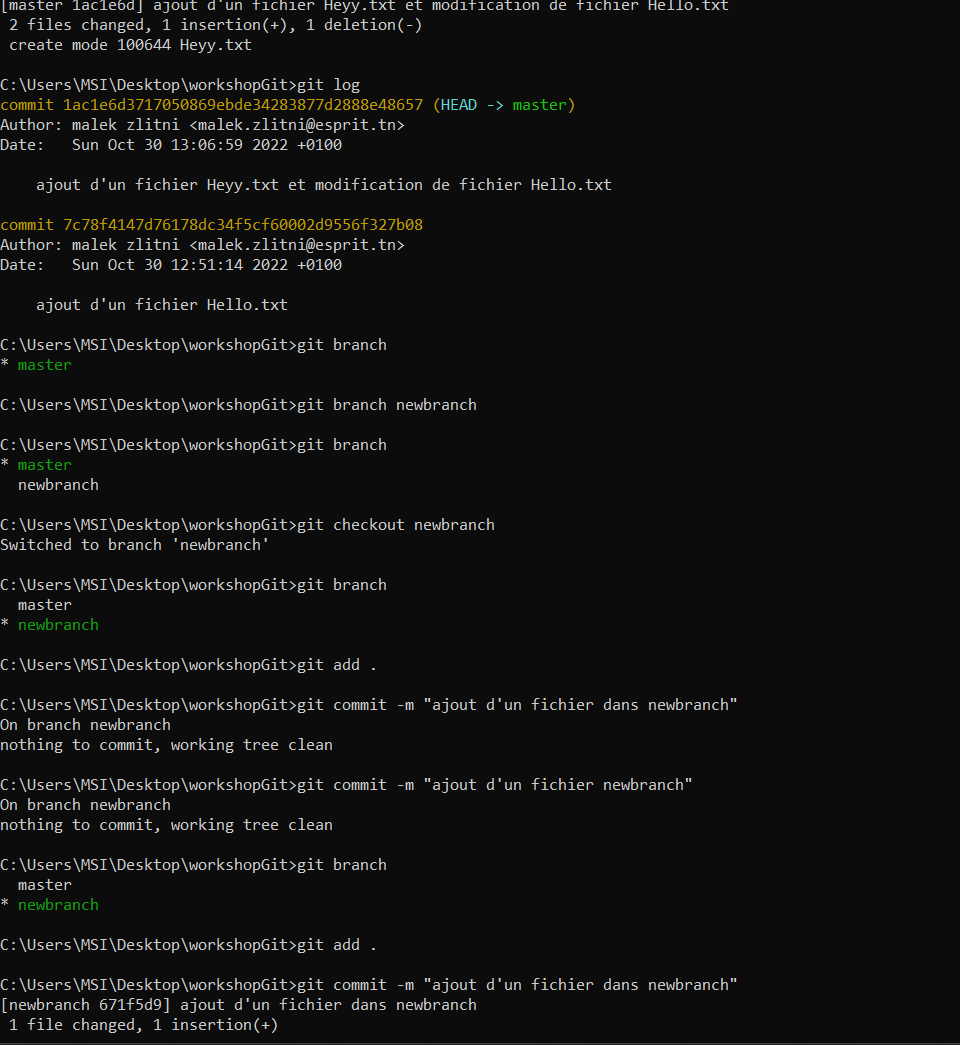 [master 1ac1e6d] ajout d'un fichier Heyy.txt et modification de fichier Hello.txt
 2 files changed, 1 insertion(+), 1 deletion(-)
 create mode 100644 Heyy.txt

C:\Users\MSI\Desktop\workshopGit>git log
commit 1ac1e6d3717050869ebde34283877d2888e48657 (HEAD -> master)
Author: malek zlitni <malek.zlitni@esprit.tn>
Date:   Sun Oct 30 13:06:59 2022 +0100

    ajout d'un fichier Heyy.txt et modification de fichier Hello.txt

commit 7c78f4147d76178dc34f5cf60002d9556f327b08
Author: malek zlitni <malek.zlitni@esprit.tn>
Date:   Sun Oct 30 12:51:14 2022 +0100

    ajout d'un fichier Hello.txt

C:\Users\MSI\Desktop\workshopGit>git branch
* master

C:\Users\MSI\Desktop\workshopGit>git branch newbranch

C:\Users\MSI\Desktop\workshopGit>git branch
* master
  newbranch

C:\Users\MSI\Desktop\workshopGit>git checkout newbranch
Switched to branch 'newbranch'

C:\Users\MSI\Desktop\workshopGit>git branch
  master
* newbranch

C:\Users\MSI\Desktop\workshopGit>git add .

C:\Users\MSI\Desktop\workshopGit>git commit -m "ajout d'un fichier dans newbranch"
On branch newbranch
nothing to commit, working tree clean

C:\Users\MSI\Desktop\workshopGit>git commit -m "ajout d'un fichier newbranch"
On branch newbranch
nothing to commit, working tree clean

C:\Users\MSI\Desktop\workshopGit>git branch
  master
* newbranch

C:\Users\MSI\Desktop\workshopGit>git add .

C:\Users\MSI\Desktop\workshopGit>git commit -m "ajout d'un fichier dans newbranch"
[newbranch 671f5d9] ajout d'un fichier dans newbranch
 1 file changed, 1 insertion(+)